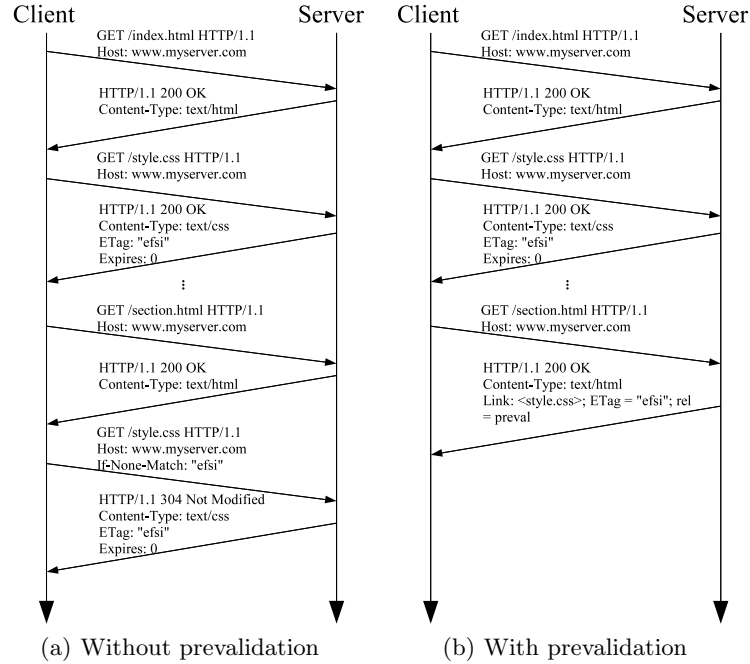 Client
Server
GET /index.html HTTP/1.1
Host: www.myserver.com
HTTP/1.1 200 OK
Content-Type: text/html
GET /style.css HTTP/1.1
Host: www.myserver.com
HTTP/1.1 200 OK
Content-Type: text/css
ETag: "efsi"
Expires: 0
...
GET /section.html HTTP/1.1
Host: www.myserver.com
HTTP/1.1 200 OK
Content-Type: text/html
GET /style.css HTTP/1.1
Host: www.myserver.com
If-None-Match: "efsi"
HTTP/1.1 304 Not Modified
Content-Type: text/css
ETag: "efsi"
Expires: 0
(a) Without prevalidation
Client
Server
GET /index.html HTTP/1.1
Host: www.myserver.com
HTTP/1.1 200 OK
Content-Type: text/html
GET /style.css HTTP/1.1
Host: www.myserver.com
HTTP/1.1 200 OK
Content-Type: text/css
ETag: "efsi"
Expires: 0
...
GET /section.html HTTP/1.1
Host: www.myserver.com
HTTP/1.1 200 OK
Content-Type: text/html
Link: <style.css>; ETag = "efsi"; rel
= preval
(b) With prevalidation